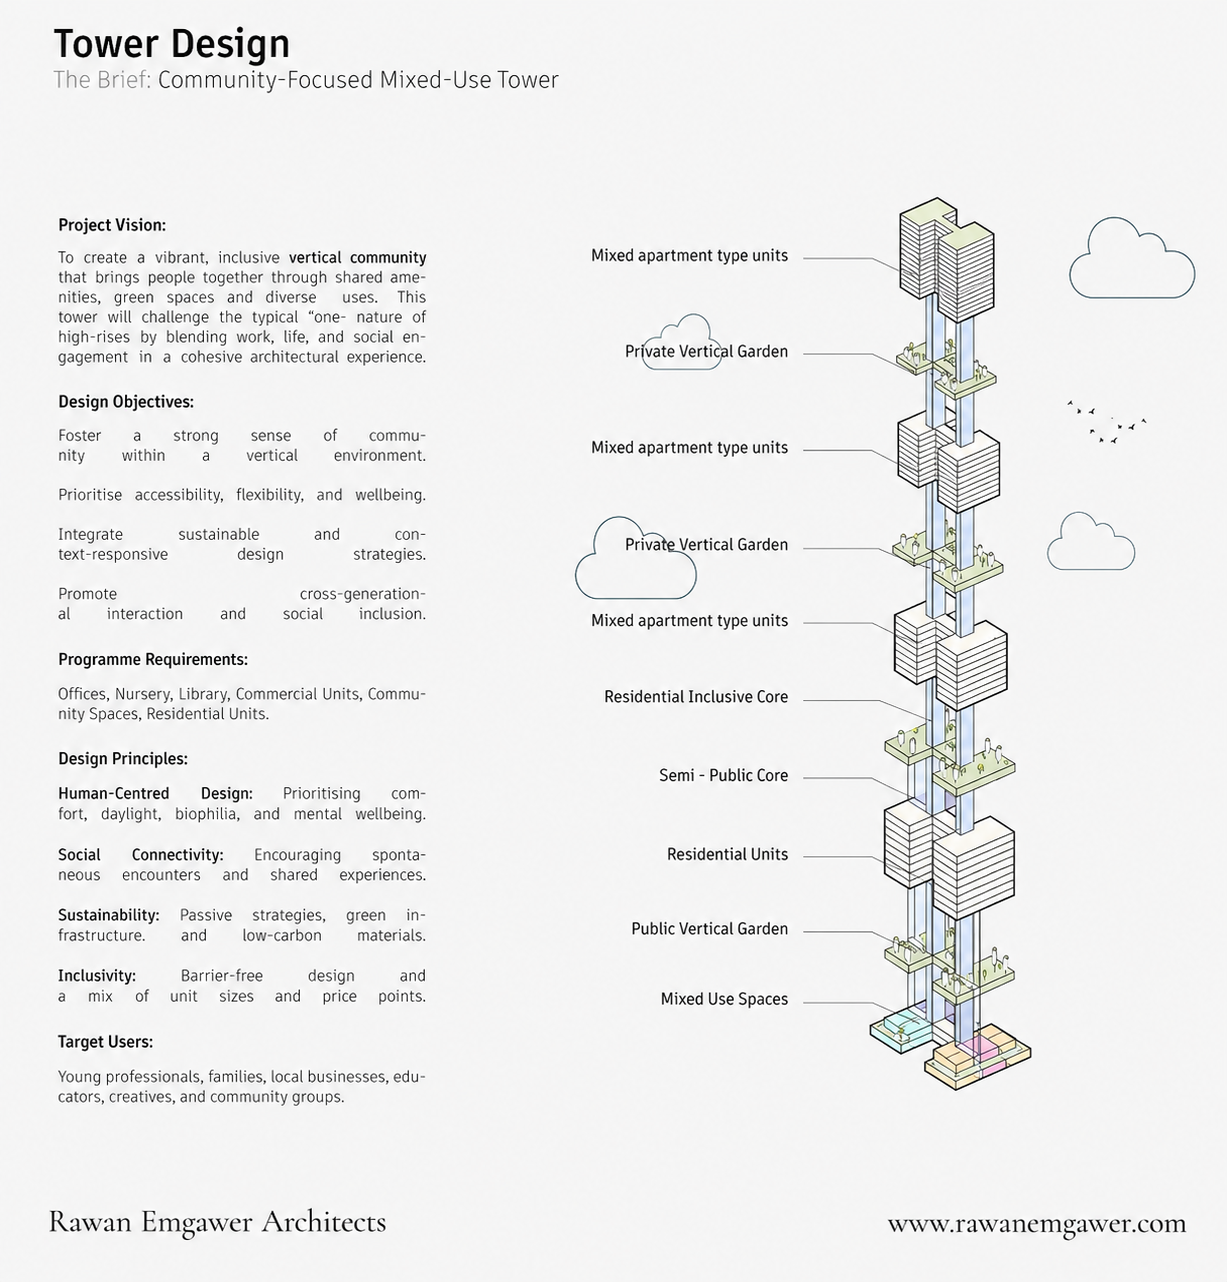 Tower Design
The Brief: Community-Focused Mixed-Use Tower
Project Vision:
To create a vibrant, inclusive vertical community
that brings people together through shared ame-
nities, green spaces and diverse uses. This
tower will challenge the typical “one- nature of
high-rises by blending work, life, and social en-
gagement in a cohesive architectural experience.
Design Objectives:
Foster a strong sense of commu-
nity within a vertical environment.
Prioritise accessibility, flexibility, and wellbeing.
Integrate sustainable and con-
text-responsive design strategies.
Promote cross-generation-
al interaction and social inclusion.
Programme Requirements:
Offices, Nursery, Library, Commercial Units, Commu-
nity Spaces, Residential Units.
Design Principles:
Human-Centred Design: Prioritising com-
fort, daylight, biophilia, and mental wellbeing.
Social Connectivity: Encouraging sponta-
neous encounters and shared experiences.
Sustainability: Passive strategies, green in-
frastructure. and low-carbon materials.
Inclusivity: Barrier-free design and
a mix of unit sizes and price points.
Target Users:
Young professionals, families, local businesses, edu-
cators, creatives, and community groups.
Mixed apartment type units
Private Vertical Garden
Mixed apartment type units
Private Vertical Garden
Mixed apartment type units
Residential Inclusive Core
Semi - Public Core
Residential Units
Public Vertical Garden
Mixed Use Spaces
Rawan Emgawer Architects
www.rawanemgawer.com